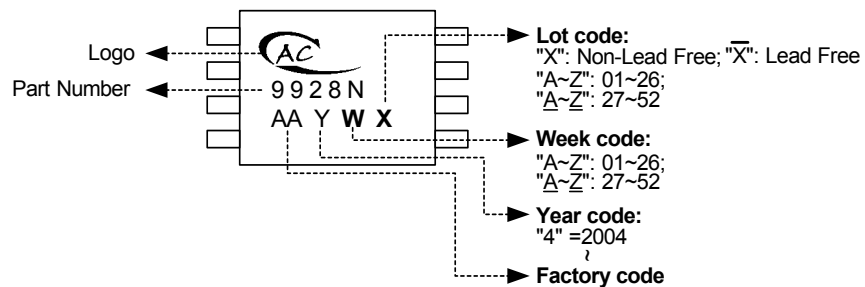 Logo
Part Number
AC
9928N
AA Y W X
Lot code:
"X": Non-Lead Free; "X̅": Lead Free
"A~Z": 01~26;
"A̲~Z̲": 27~52
Week code:
"A~Z": 01~26;
"A̲~Z̲": 27~52
Year code:
"4" =2004
~
Factory code